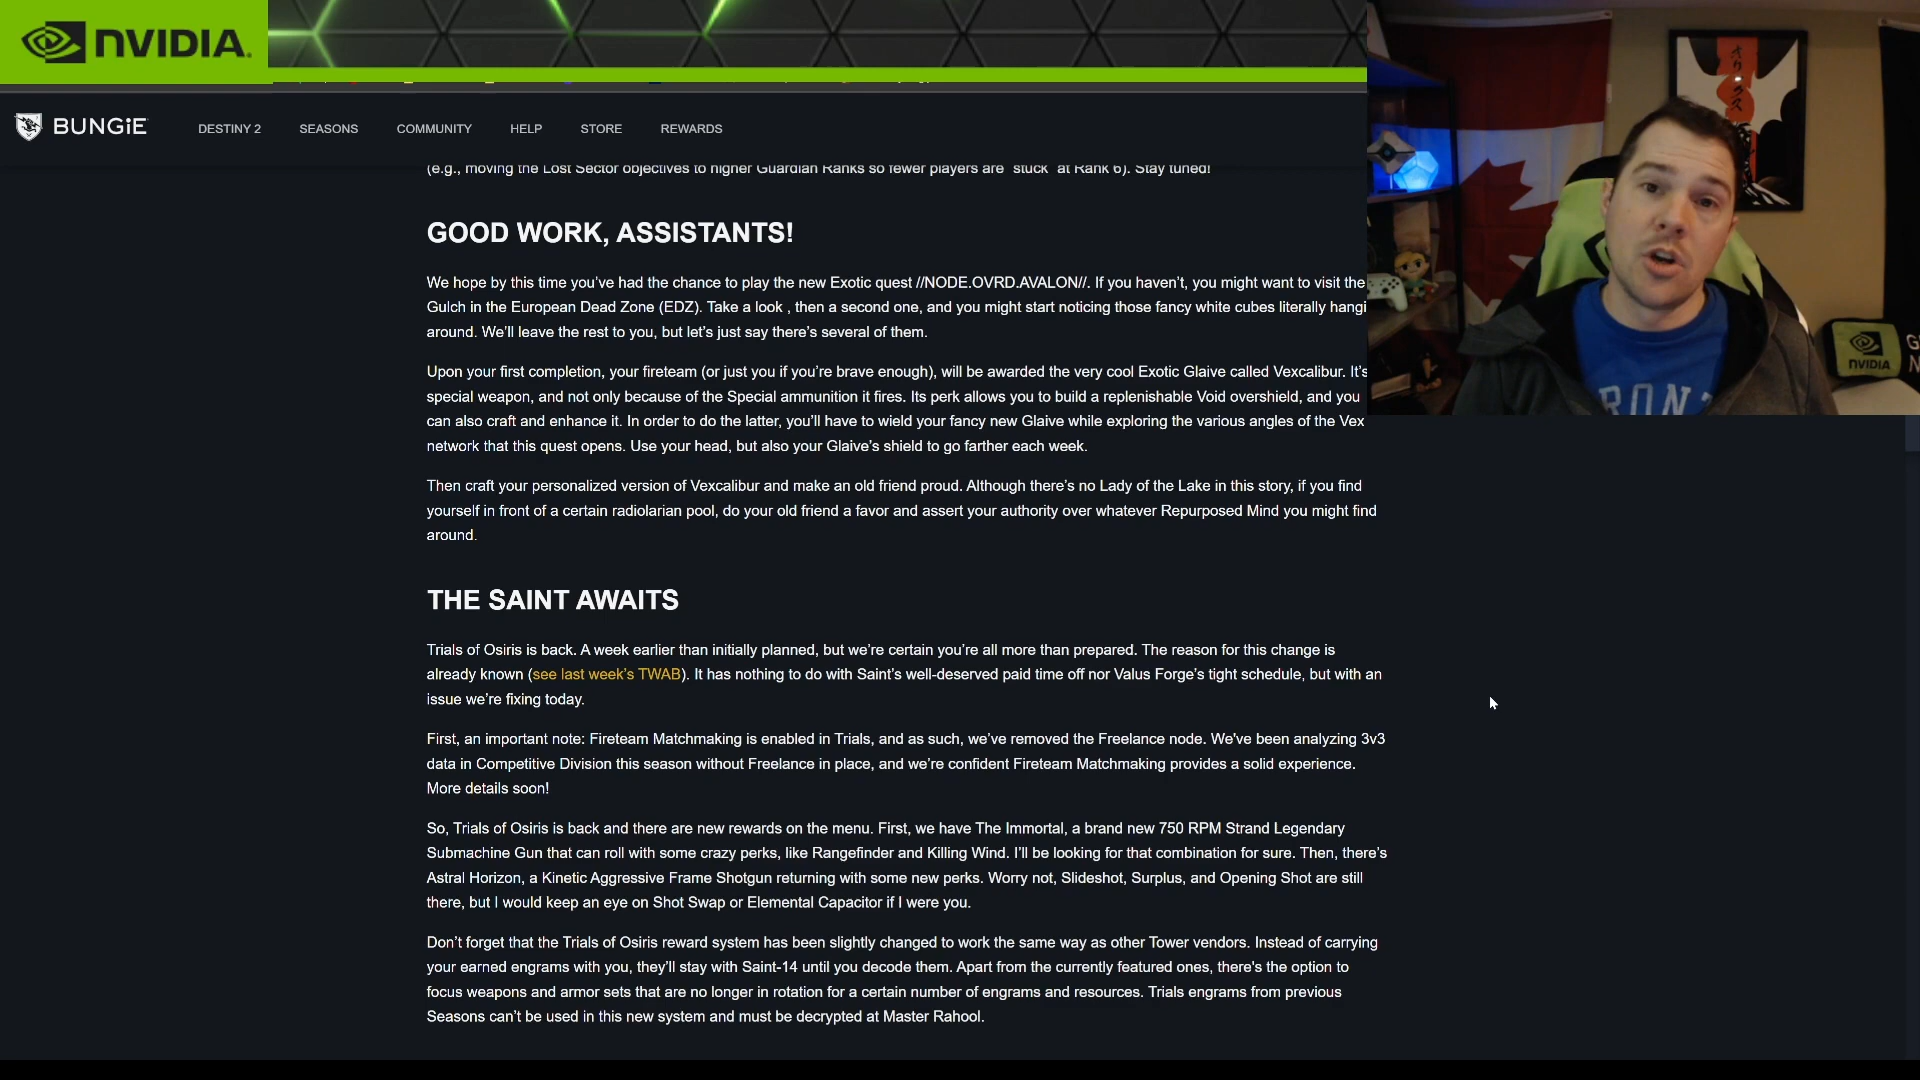 NVIDIA.
BUNGiE
DESTINY 2 SEASONS COMMUNITY HELP STORE REWARDS
(e.g., moving the Lost Sector objectives to higher Guardian Ranks so fewer players are "stuck" at Rank 6). Stay tuned!
GOOD WORK, ASSISTANTS!
We hope by this time you've had the chance to play the new Exotic quest //NODE.OVRD.AVALON//. If you haven't, you might want to visit the
Gulch in the European Dead Zone (EDZ). Take a look , then a second one, and you might start noticing those fancy white cubes literally hangi
around. We'll leave the rest to you, but let's just say there's several of them.
Upon your first completion, your fireteam (or just you if you're brave enough), will be awarded the very cool Exotic Glaive called Vexcalibur. It's
special weapon, and not only because of the Special ammunition it fires. Its perk allows you to build a replenishable Void overshield, and you
can also craft and enhance it. In order to do the latter, you'll have to wield your fancy new Glaive while exploring the various angles of the Vex
network that this quest opens. Use your head, but also your Glaive's shield to go farther each week.
Then craft your personalized version of Vexcalibur and make an old friend proud. Although there's no Lady of the Lake in this story, if you find
yourself in front of a certain radiolarian pool, do your old friend a favor and assert your authority over whatever Repurposed Mind you might find
around.
THE SAINT AWAITS
Trials of Osiris is back. A week earlier than initially planned, but we're certain you're all more than prepared. The reason for this change is
already known (see last week's TWAB). It has nothing to do with Saint's well-deserved paid time off nor Valus Forge's tight schedule, but with an
issue we're fixing today.
First, an important note: Fireteam Matchmaking is enabled in Trials, and as such, we've removed the Freelance node. We've been analyzing 3v3
data in Competitive Division this season without Freelance in place, and we're confident Fireteam Matchmaking provides a solid experience.
More details soon!
So, Trials of Osiris is back and there are new rewards on the menu. First, we have The Immortal, a brand new 750 RPM Strand Legendary
Submachine Gun that can roll with some crazy perks, like Rangefinder and Killing Wind. I'll be looking for that combination for sure. Then, there's
Astral Horizon, a Kinetic Aggressive Frame Shotgun returning with some new perks. Worry not, Slideshot, Surplus, and Opening Shot are still
there, but I would keep an eye on Shot Swap or Elemental Capacitor if I were you.
Don't forget that the Trials of Osiris reward system has been slightly changed to work the same way as other Tower vendors. Instead of carrying
your earned engrams with you, they'll stay with Saint-14 until you decode them. Apart from the currently featured ones, there's the option to
focus weapons and armor sets that are no longer in rotation for a certain number of engrams and resources. Trials engrams from previous
Seasons can't be used in this new system and must be decrypted at Master Rahool.
NVIDIA